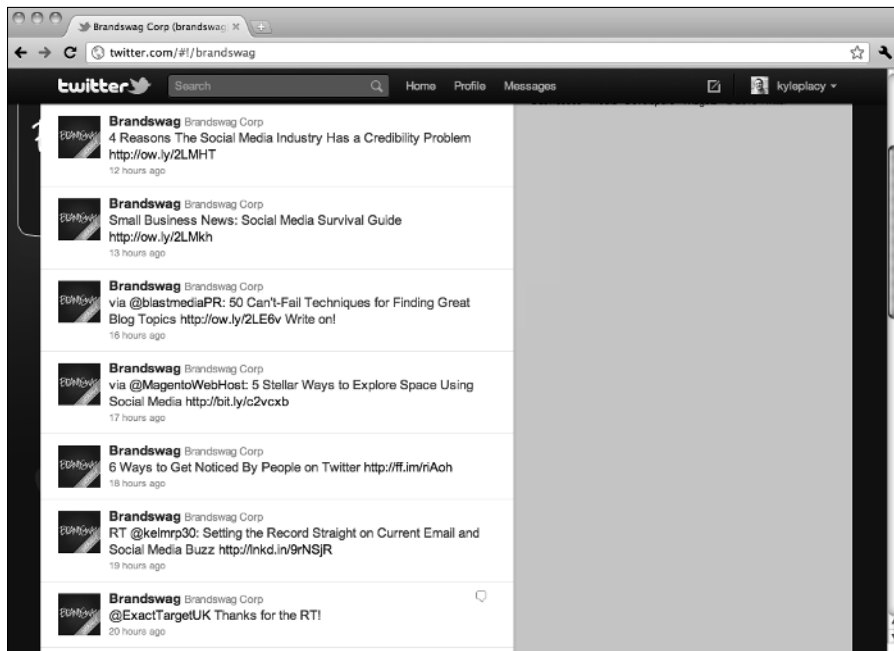 Brandswag Corp (brandswag
twitter.com/#!/brandswag
twitter
Search
Home
Profile
Messages
kyleplacy
Brandswag Brandswag Corp
4 Reasons The Social Media Industry Has a Credibility Problem
http://ow.ly/2LMHT
12 hours ago
Brandswag Brandswag Corp
Small Business News: Social Media Survival Guide
http://ow.ly/2LMkh
13 hours ago
Brandswag Brandswag Corp
via @blastmediaPR: 50 Can't-Fail Techniques for Finding Great
Blog Topics http://ow.ly/2LE6v Write on!
16 hours ago
Brandswag Brandswag Corp
via @MagentoWebHost: 5 Stellar Ways to Explore Space Using
Social Media http://bit.ly/c2vcxb
17 hours ago
Brandswag Brandswag Corp
6 Ways to Get Noticed By People on Twitter http://ff.im/riAoh
18 hours ago
Brandswag Brandswag Corp
RT @kelmrp30: Setting the Record Straight on Current Email and
Social Media Buzz http://lnkd.in/9rNSjR
19 hours ago
Brandswag Brandswag Corp
@ExactTargetUK Thanks for the RT!
20 hours ago